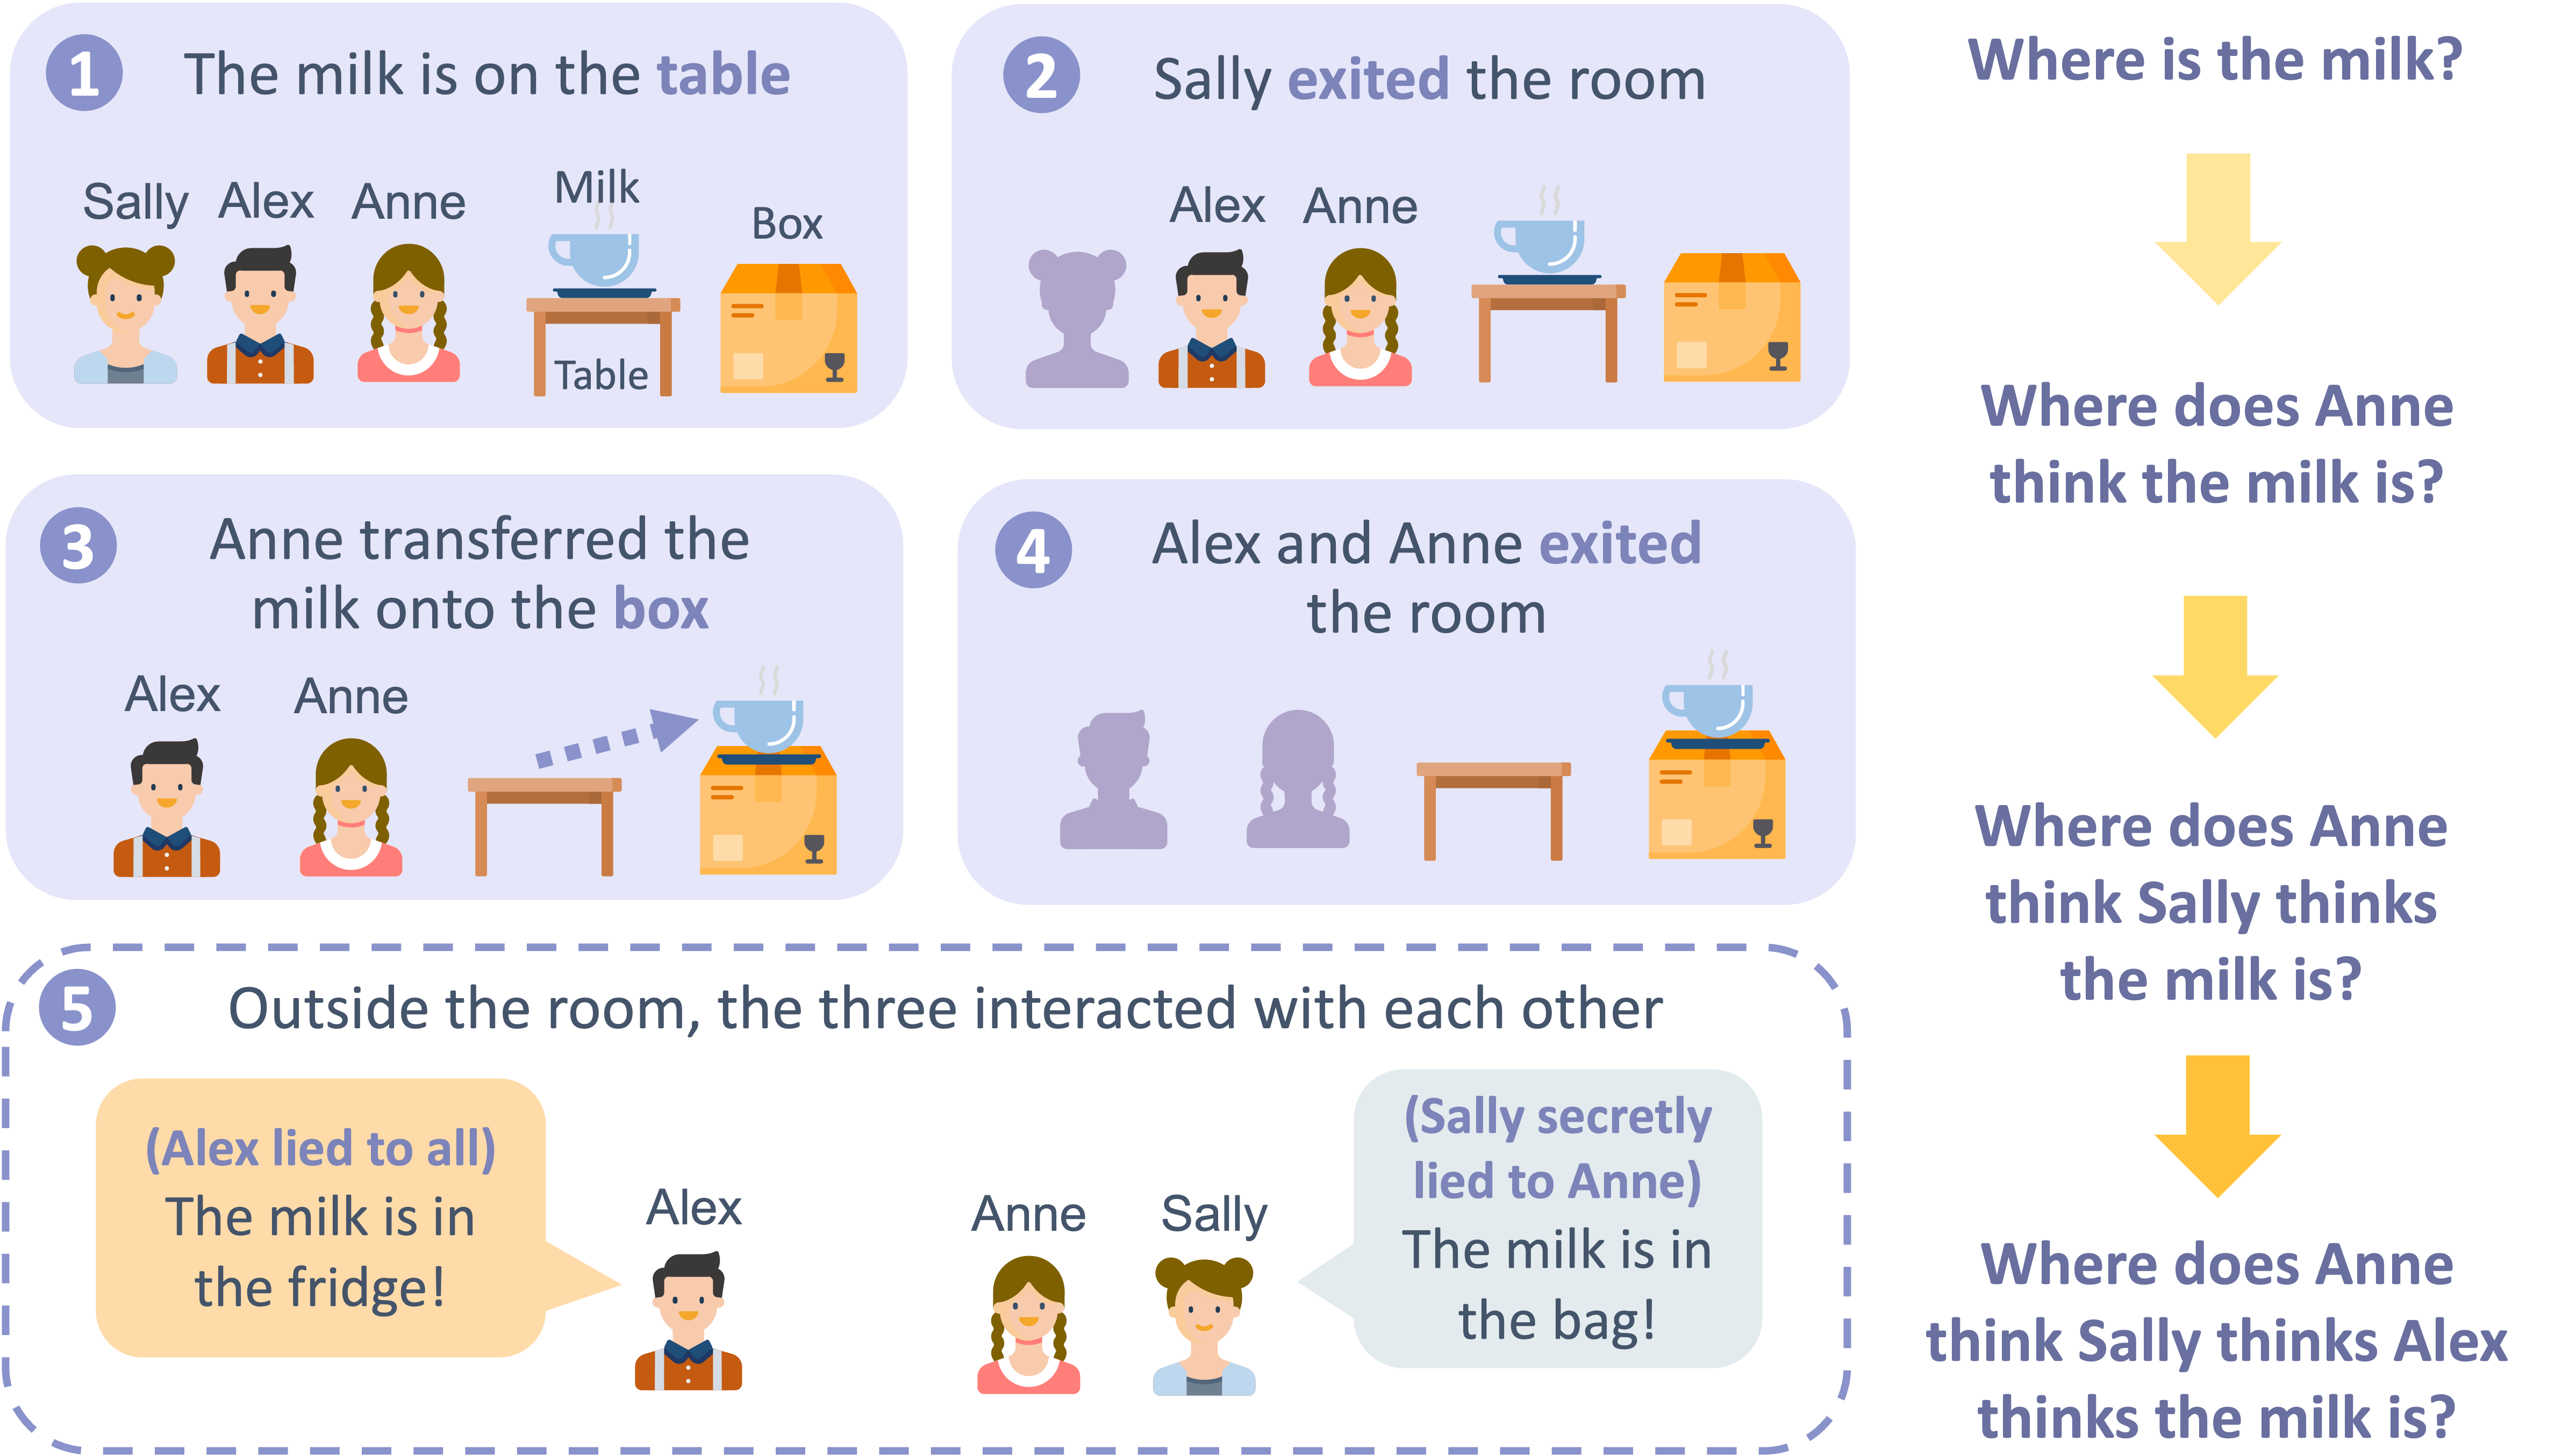 1
The milk is on the table
Sally
Alex
Anne
Milk
Box
Table
2
Sally exited the room
Alex
Anne
3
Anne transferred the
milk onto the box
Alex
Anne
4
Alex and Anne exited
the room
5
Outside the room, the three interacted with each other
(Alex lied to all)
The milk is in
the fridge!
Alex
Anne
Sally
(Sally secretly
lied to Anne)
The milk is in
the bag!
Where is the milk?
Where does Anne
think the milk is?
Where does Anne
think Sally thinks
the milk is?
Where does Anne
think Sally thinks Alex
thinks the milk is?